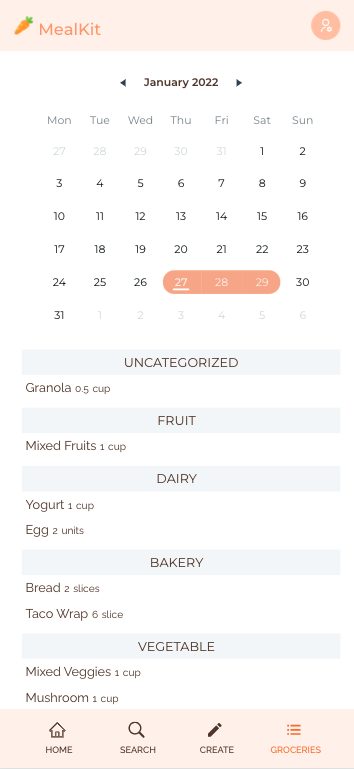 MealKit
January 2022
Mon Tue Wed Thu Fri Sat Sun
27 28 29 30 31 1 2
3 4 5 6 7 8 9
10 11 12 13 14 15 16
17 18 19 20 21 22 23
24 25 26 27 28 29 30
31 1 2 3 4 5 6
UNCATEGORIZED
Granola 0.5 cup
FRUIT
Mixed Fruits 1 cup
DAIRY
Yogurt 1 cup
Egg 2 units
BAKERY
Bread 2 slices
Taco Wrap 6 slice
VEGETABLE
Mixed Veggies 1 cup
Mushroom 1 cup
HOME SEARCH CREATE GROCERIES